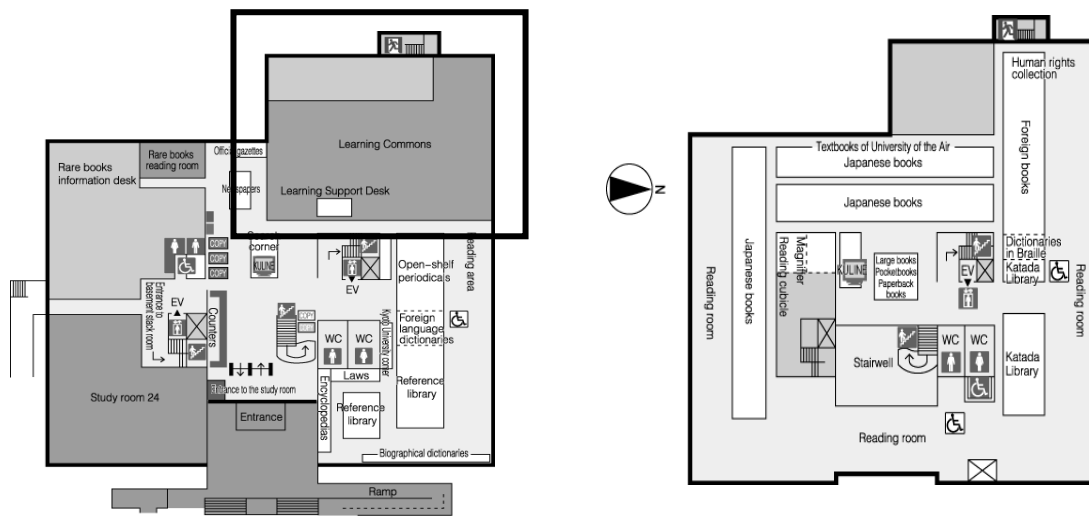 Rare books
information desk
Rare books
reading room
Official gazettes
Newspapers
Learning Commons
Learning Support Desk
Search
corner
COPY
COPY
COPY
KULINE
EV
Open-shelf
periodicals
Reading area
Entrance to
basement stack room
EV
Counters
COPY
WC
WC
Kyoto University corner
Foreign
language
dictionaries
Laws
Encyclopedias
Reference
library
Reference
library
Entrance to the study room
Study room 24
Entrance
Biographical dictionaries
Ramp
N
Human rights
collection
Foreign books
Textbooks of University of the Air
Japanese books
Japanese books
Japanese books
Reading room
Magnifier
Reading cubicle
KULINE
Large books
Pocketbooks
Paperback
books
EV
Dictionaries
in Braille
Katada
Library
Reading room
Stairwell
WC
WC
Katada
Library
Reading room